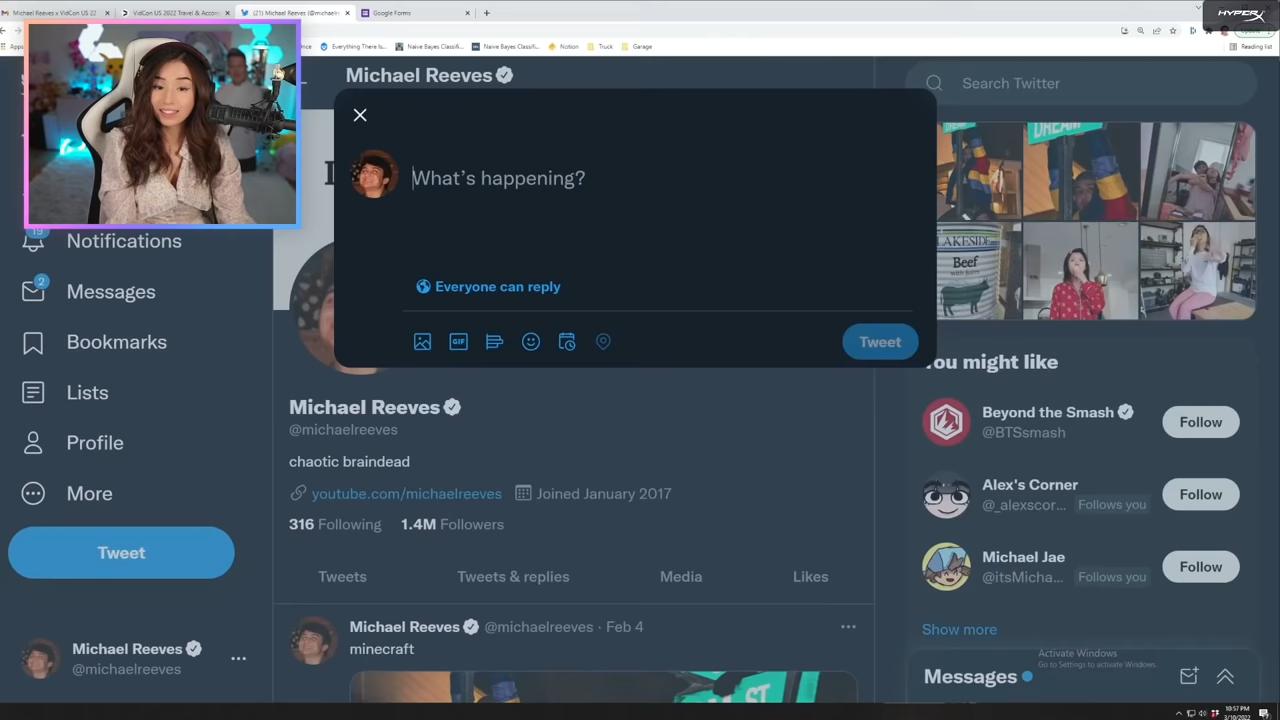 Michael Reeves x VidCon US 22
VidCon US 2022 Travel & Accom
(21) Michael Reeves (@michaelre
Google Forms
HYPERX
Everything There Is...
Naive Bayes Classifi...
Naive Bayes Classifi...
Notion
Truck
Garage
Reading list
Michael Reeves
Search Twitter
What's happening?
Everyone can reply
GIF
Tweet
19
Notifications
2
Messages
Bookmarks
Lists
Profile
More
Tweet
Michael Reeves
@michaelreeves
Michael Reeves
@michaelreeves
chaotic braindead
youtube.com/michaelreeves
Joined January 2017
316 Following 1.4M Followers
Tweets
Tweets & replies
Media
Likes
Michael Reeves @michaelreeves · Feb 4
minecraft
ST
DREAM
DREAM
LAKESIDE
Beef
You might like
Beyond the Smash
@BTSsmash
Follow
Alex's Corner
@_alexscor... Follows you
Follow
Michael Jae
@itsMicha... Follows you
Follow
Show more
Activate Windows
Go to Settings to activate Windows.
Messages
10:57 PM
3/10/2022